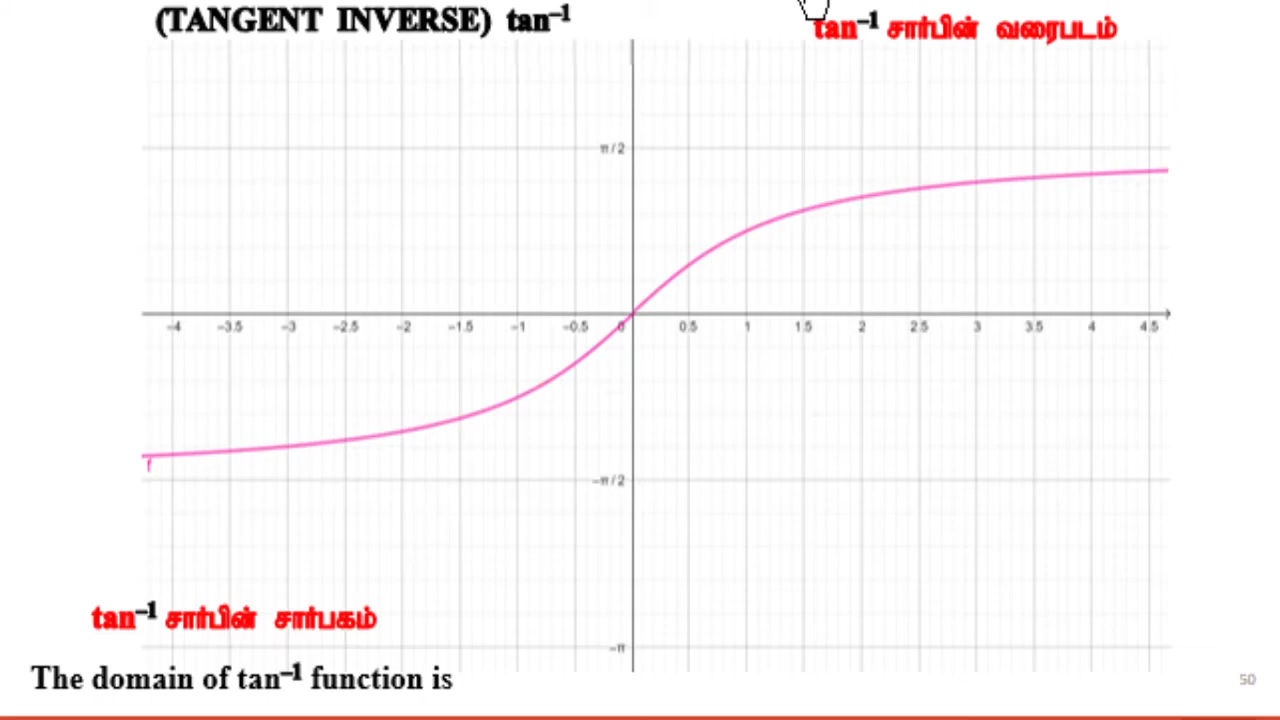 (TANGENT INVERSE) tan⁻¹
tan⁻¹ சார்பின் வரைபடம்
π/2
−4 −3.5 −3 −2.5 −2 −1.5 −1 −0.5 0 0.5 1 1.5 2 2.5 3 3.5 4 4.5
f
−π/2
tan⁻¹ சார்பின் சார்பகம்
−π
The domain of tan⁻¹ function is
50